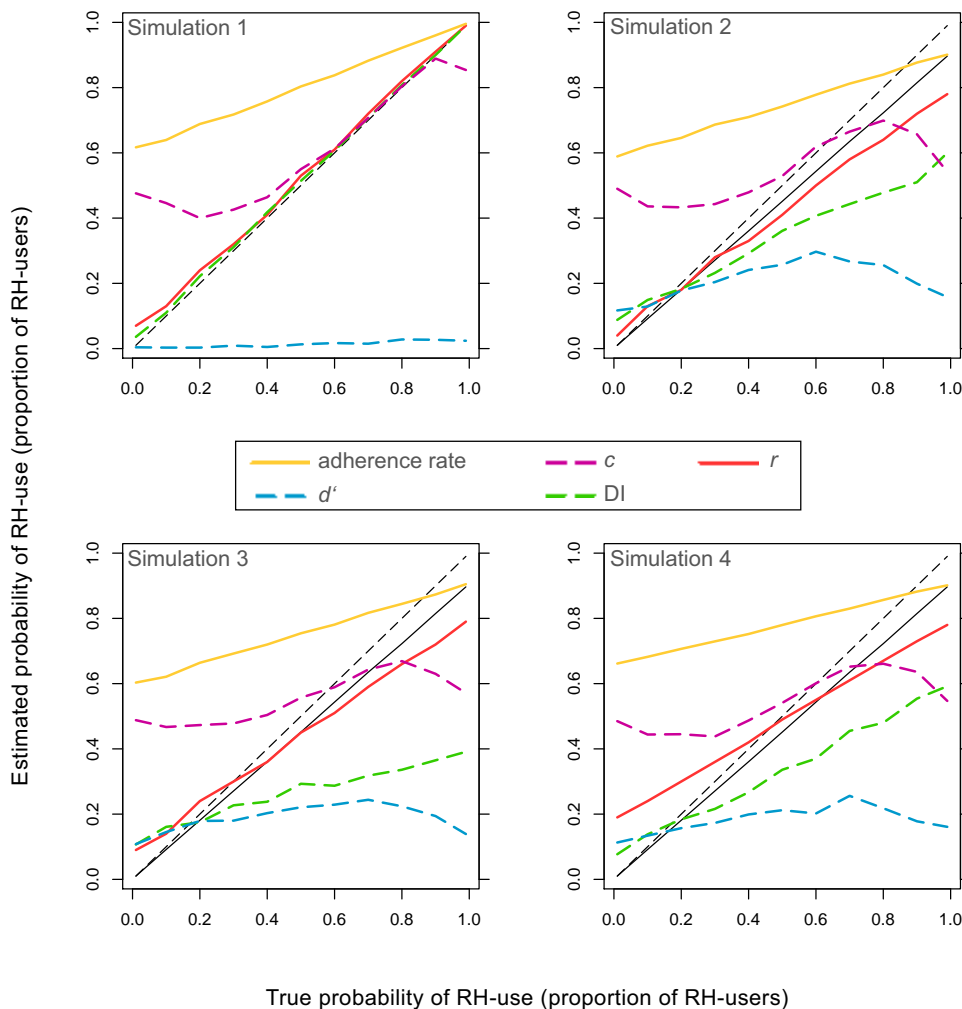 Simulation 1
1.0
0.8
0.6
0.4
0.2
0.0
0.0 0.2 0.4 0.6 0.8 1.0
Simulation 2
1.0
0.8
0.6
0.4
0.2
0.0
0.0 0.2 0.4 0.6 0.8 1.0
Estimated probability of RH-use (proportion of RH-users)
adherence rate c r
d‘ DI
Simulation 3
1.0
0.8
0.6
0.4
0.2
0.0
0.0 0.2 0.4 0.6 0.8 1.0
Simulation 4
1.0
0.8
0.6
0.4
0.2
0.0
0.0 0.2 0.4 0.6 0.8 1.0
True probability of RH-use (proportion of RH-users)